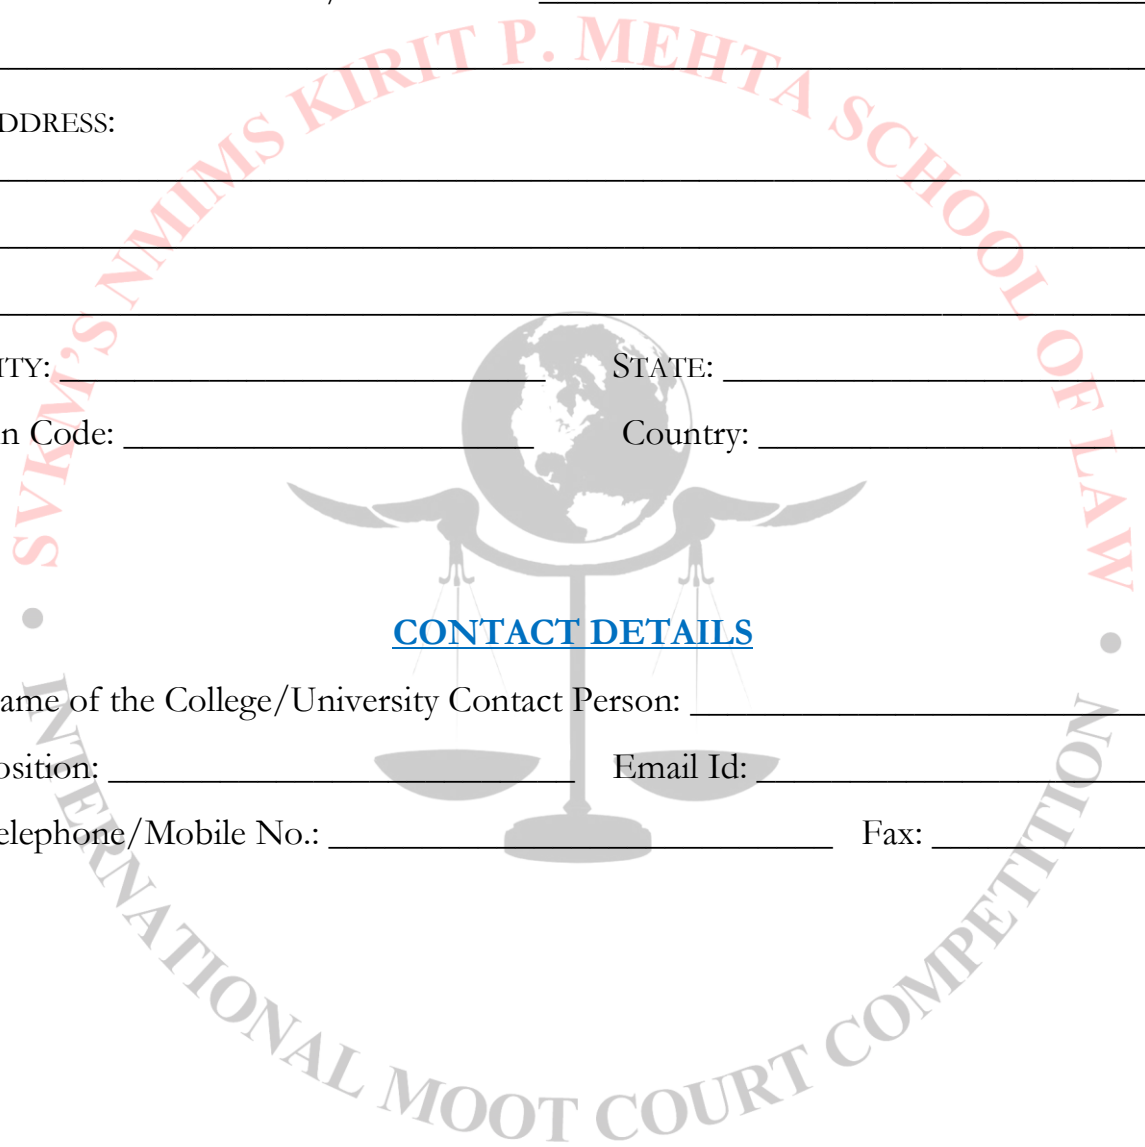 SVKM'S NMIMS KIRIT P. MEHTA SCHOOL OF LAW
DDRESS:
ITY: STATE:
n Code: Country:
CONTACT DETAILS
ame of the College/University Contact Person:
osition: Email Id:
elephone/Mobile No.: Fax:
INTERNATIONAL MOOT COURT COMPETITION